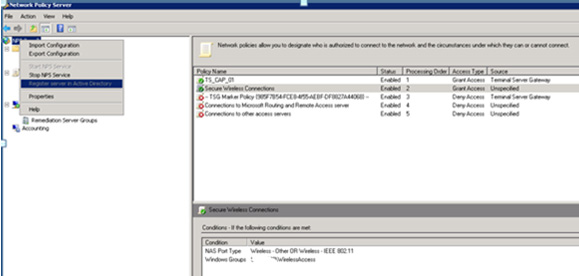 Network Policy Server
File Action View Help
Import Configuration
Export Configuration
Start NPS Service
Stop NPS Service
Register server in Active Directory
Properties
Help
Remediation Server Groups
Accounting
Network policies allow you to designate who is authorized to connect to the network and the circumstances under which they can or cannot connect.
Policy Name Status Processing Order Access Type Source
TS_CAP_01 Enabled 1 Grant Access Terminal Server Gateway
Secure Wireless Connections Enabled 2 Grant Access Unspecified
-- TSG Marker Policy Enabled 3 Deny Access Terminal Server Gateway
Connections to Microsoft Routing and Remote Access server Enabled 4 Deny Access Unspecified
Connections to other access servers Enabled 5 Deny Access Unspecified
Secure Wireless Connections
Conditions - If the following conditions are met:
Condition Value
NAS Port Type Wireless - Other OR Wireless - IEEE 802.11
Windows Groups \WirelessAccess